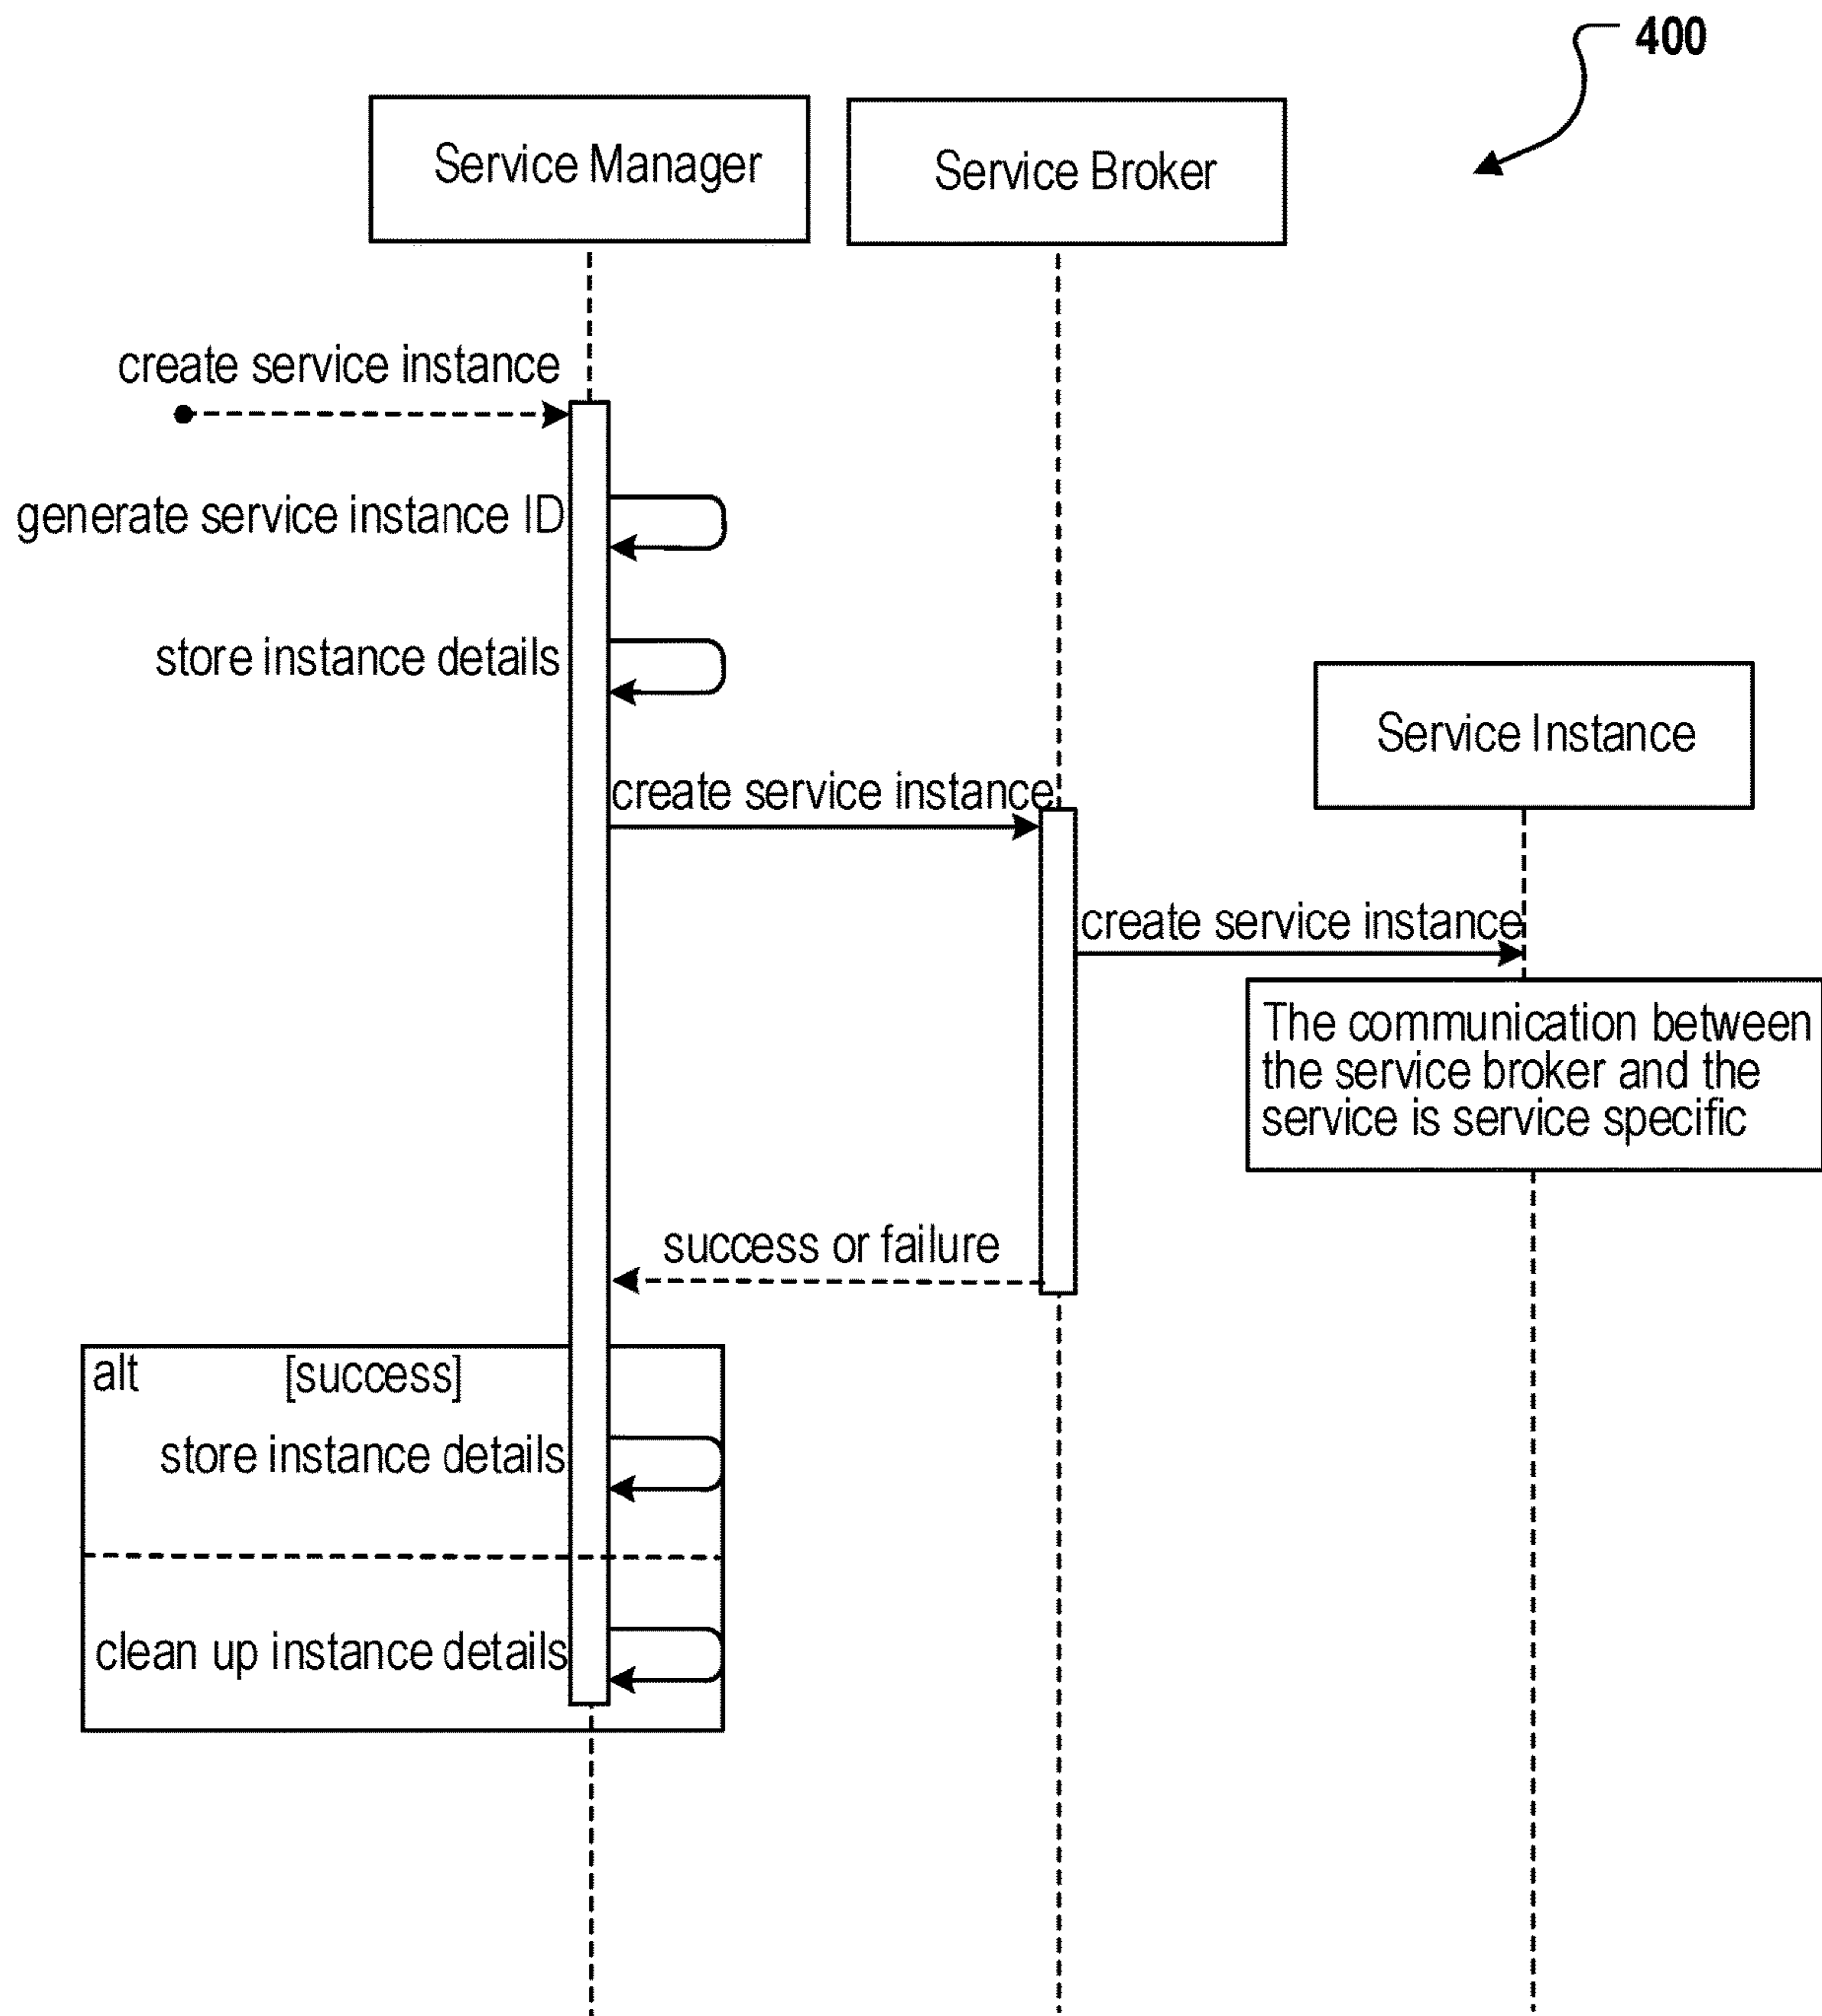 400
Service Manager
Service Broker
create service instance
generate service instance ID
store instance details
Service Instance
create service instance
create service instance
The communication between
the service broker and the
service is service specific
success or failure
alt [success]
store instance details
clean up instance details